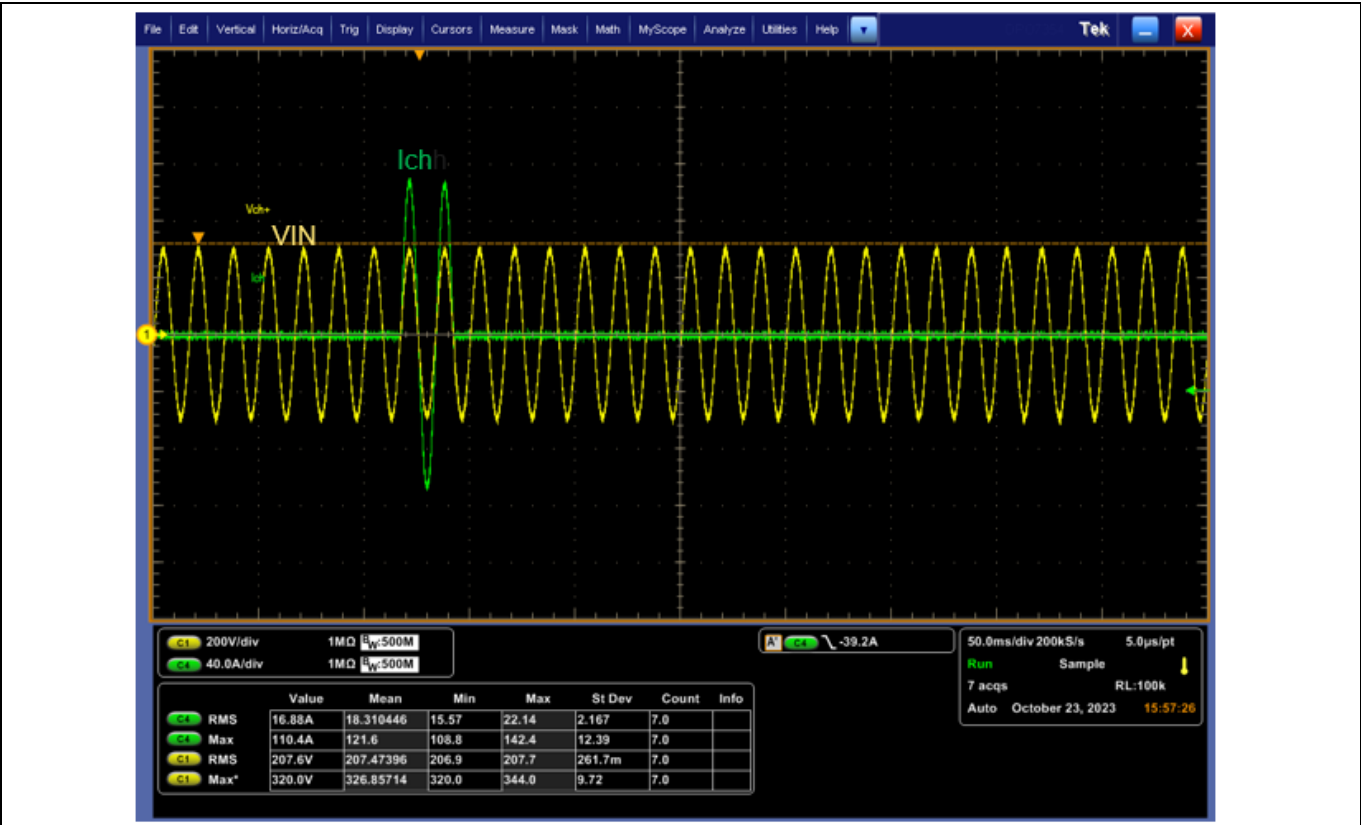 File Edit Vertical Horiz/Acq Trig Display Cursors Measure Mask Math MyScope Analyze Utilities Help Tek X
Ichh
Vch+
VIN
Ich
1
C1 200V/div 1MΩ BW:500M
C4 40.0A/div 1MΩ BW:500M
A' C4 -39.2A
50.0ms/div 200kS/s 5.0µs/pt
Run Sample
7 acqs RL:100k
Auto October 23, 2023 15:57:26
Value Mean Min Max St Dev Count Info
C4 RMS 16.88A 18.310446 15.57 22.14 2.167 7.0
C4 Max 110.4A 121.6 108.8 142.4 12.39 7.0
C1 RMS 207.6V 207.47396 206.9 207.7 261.7m 7.0
C1 Max* 320.0V 326.85714 320.0 344.0 9.72 7.0